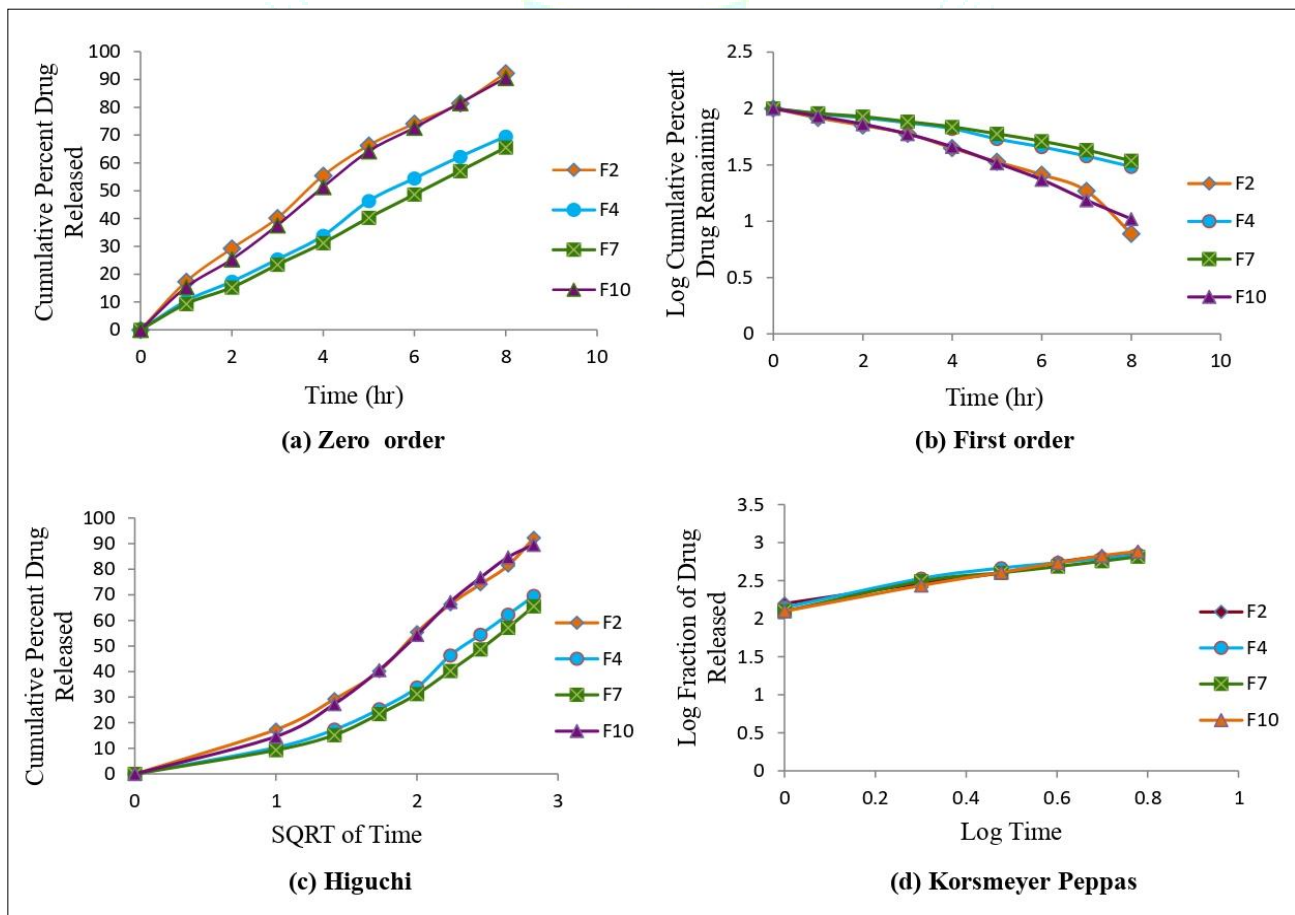 Cumulative Percent Drug
Released
100
90
80
70
60
50
40
30
20
10
0
0 2 4 6 8 10
Time (hr)
F2
F4
F7
F10
(a) Zero order
Log Cumulative Percent
Drug Remaining
2.5
2
1.5
1
0.5
0
0 2 4 6 8 10
Time (hr)
F2
F4
F7
F10
(b) First order
Cumulative Percent Drug
Released
100
90
80
70
60
50
40
30
20
10
0
0 1 2 3
SQRT of Time
F2
F4
F7
F10
(c) Higuchi
Log Fraction of Drug
Released
3.5
3
2.5
2
1.5
1
0.5
0
0 0.2 0.4 0.6 0.8 1
Log Time
F2
F4
F7
F10
(d) Korsmeyer Peppas